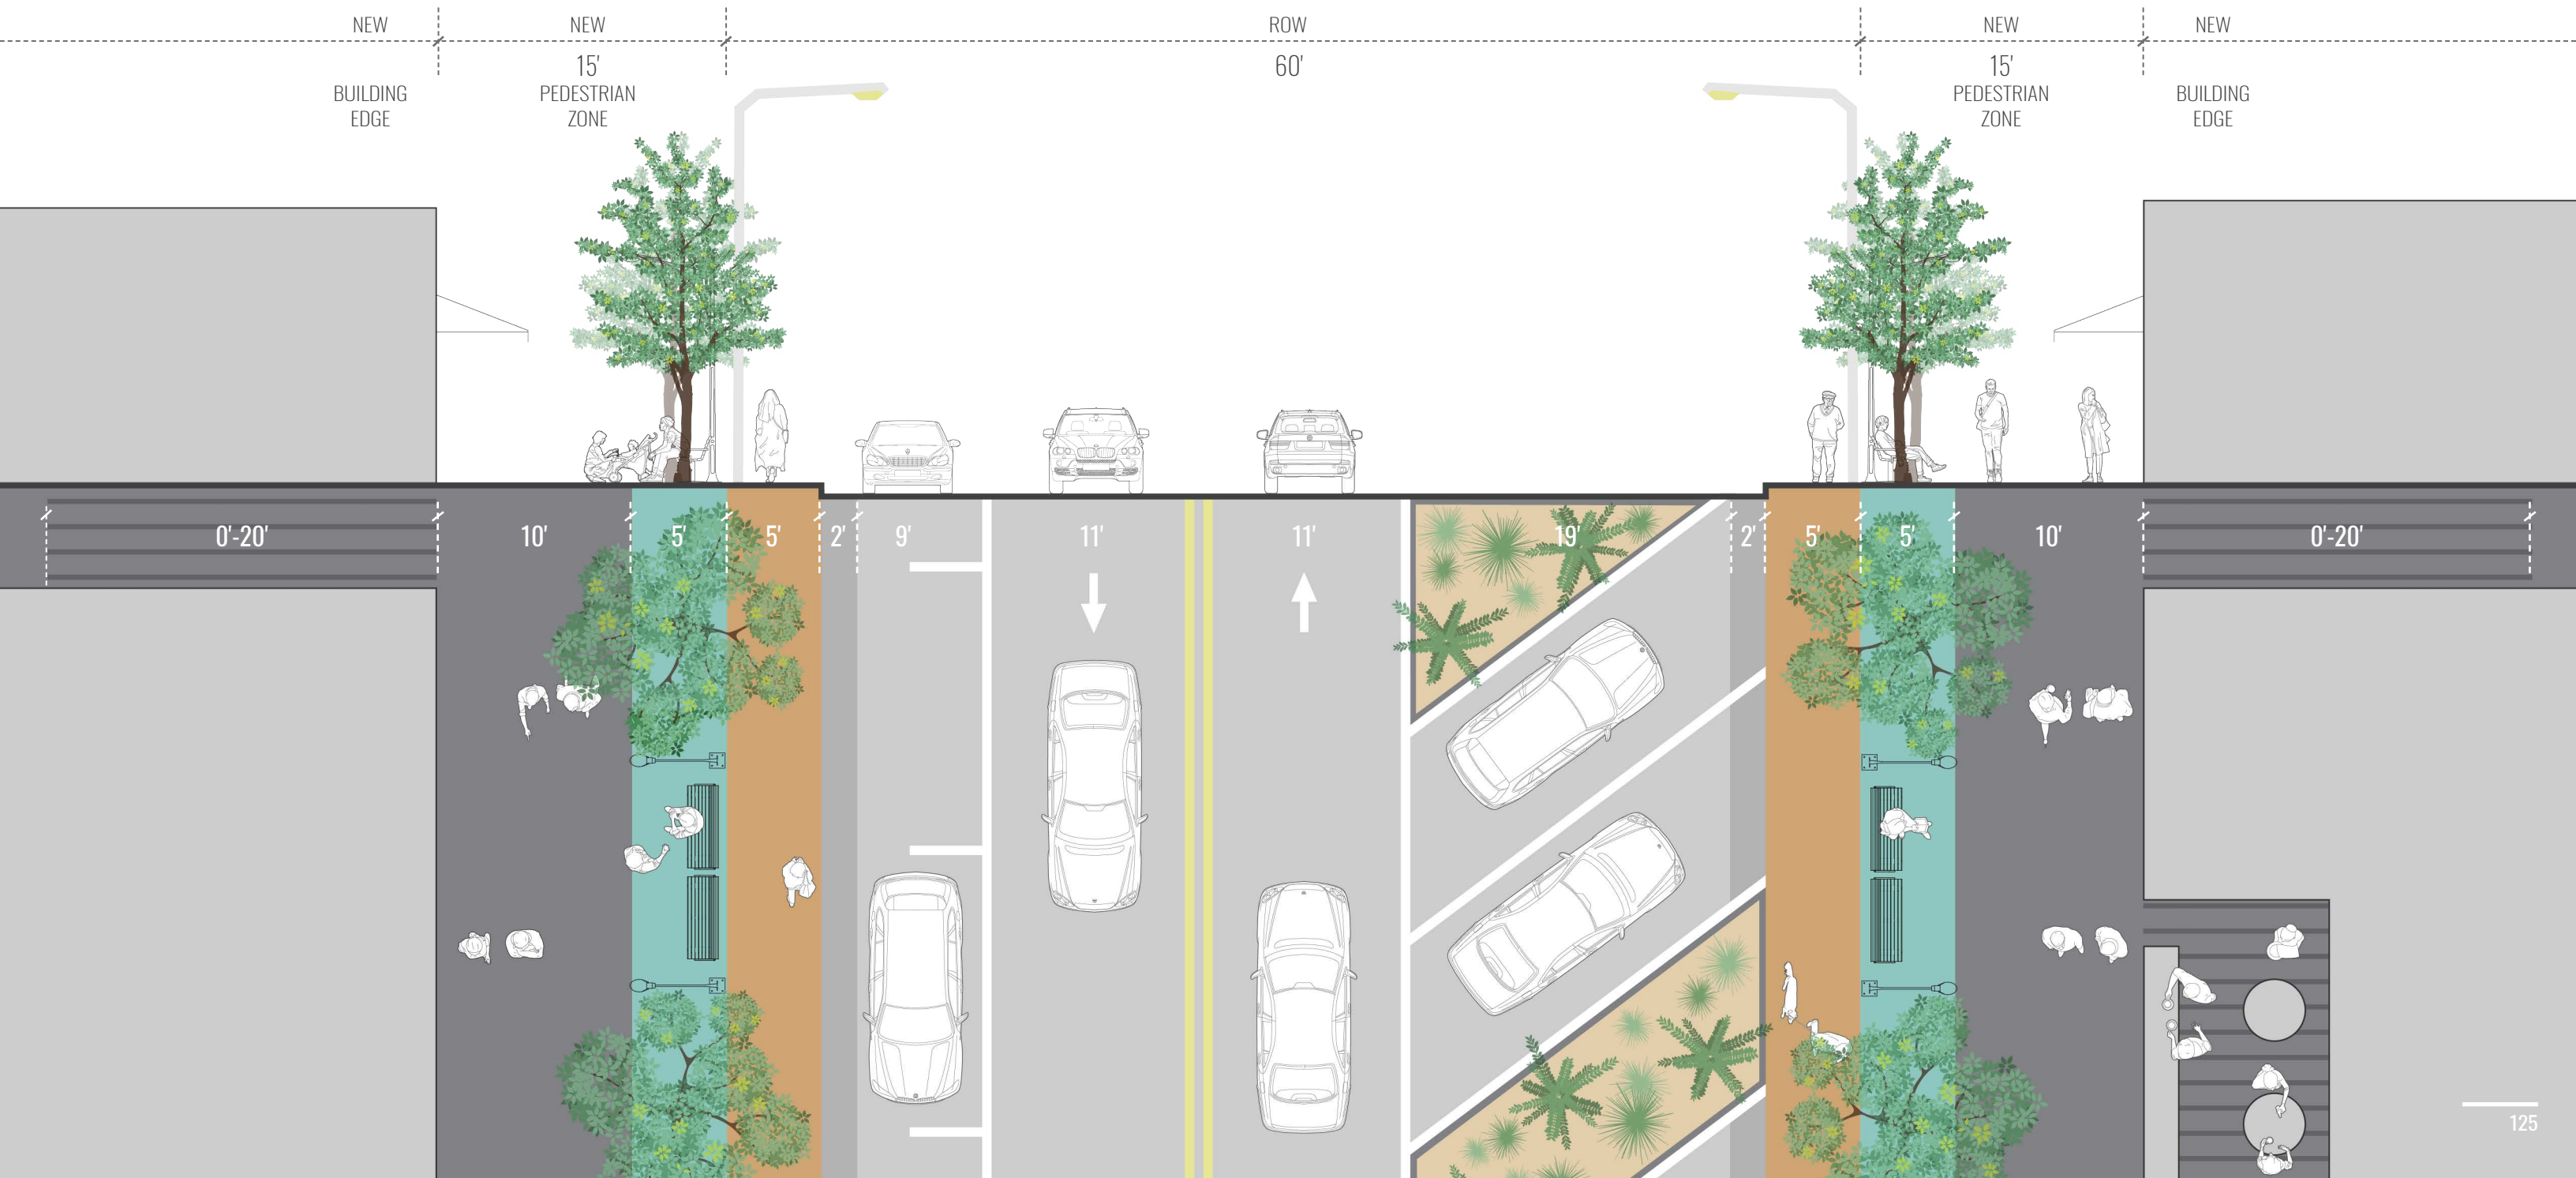 NEW
NEW
ROW
NEW
NEW
15'
60'
15'
BUILDING
EDGE
PEDESTRIAN
ZONE
PEDESTRIAN
ZONE
BUILDING
EDGE
0'-20'
10'
5'
5'
2'
9'
11'
11'
19'
2'
5'
5'
10'
0'-20'
125